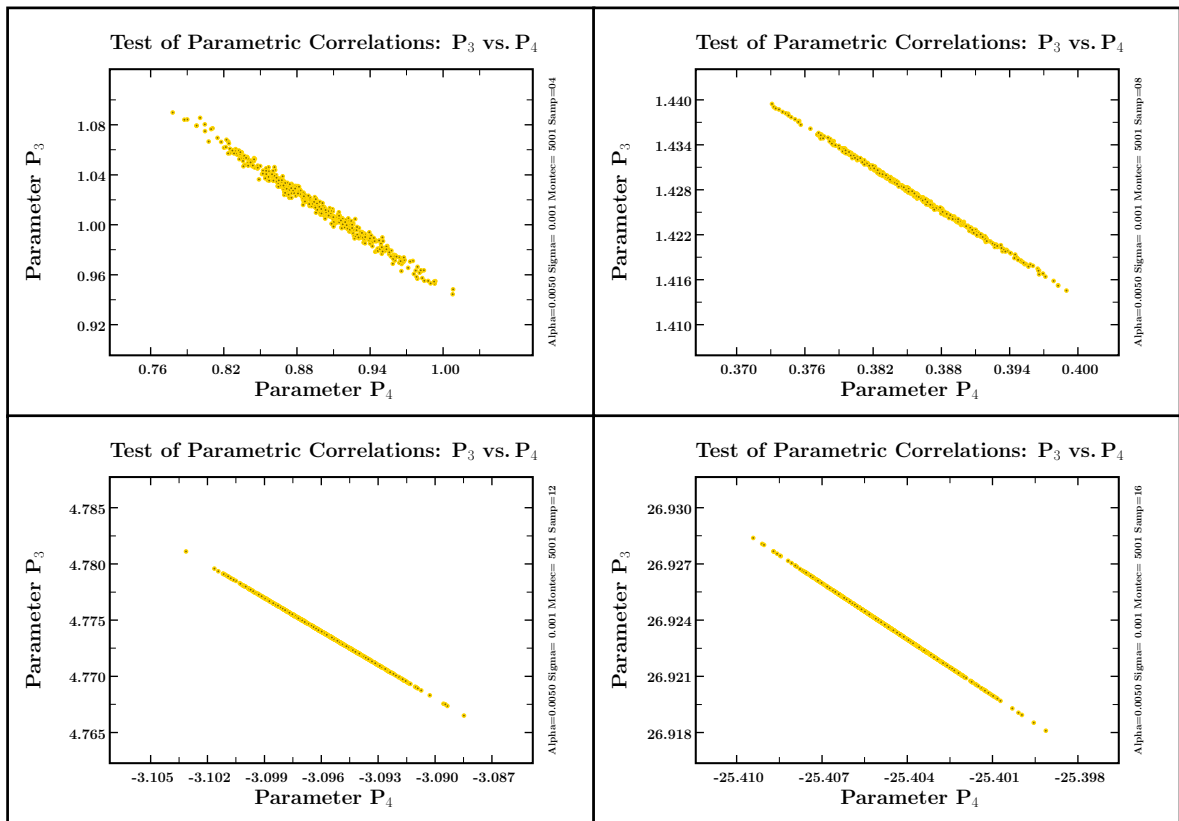 Test of Parametric Correlations: P3 vs. P4
Parameter P3
1.08
1.04
1.00
0.96
0.92
0.76 0.82 0.88 0.94 1.00
Parameter P4
Alpha=0.0050 Sigma= 0.001 Montec= 5001 Samp=04
Test of Parametric Correlations: P3 vs. P4
Parameter P3
1.440
1.434
1.428
1.422
1.416
1.410
0.370 0.376 0.382 0.388 0.394 0.400
Parameter P4
Alpha=0.0050 Sigma= 0.001 Montec= 5001 Samp=08
Test of Parametric Correlations: P3 vs. P4
Parameter P3
4.785
4.780
4.775
4.770
4.765
-3.105 -3.102 -3.099 -3.096 -3.093 -3.090 -3.087
Parameter P4
Alpha=0.0050 Sigma= 0.001 Montec= 5001 Samp=12
Test of Parametric Correlations: P3 vs. P4
Parameter P3
26.930
26.927
26.924
26.921
26.918
-25.410 -25.407 -25.404 -25.401 -25.398
Parameter P4
Alpha=0.0050 Sigma= 0.001 Montec= 5001 Samp=16